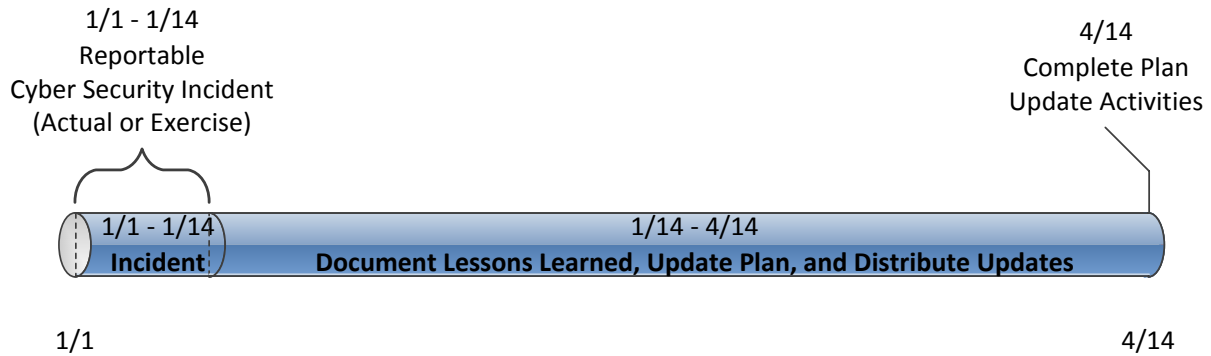 1/1 - 1/14
Reportable
Cyber Security Incident
(Actual or Exercise)
4/14
Complete Plan
Update Activities
1/1 - 1/14
Incident
1/14 - 4/14
Document Lessons Learned, Update Plan, and Distribute Updates
1/1
4/14